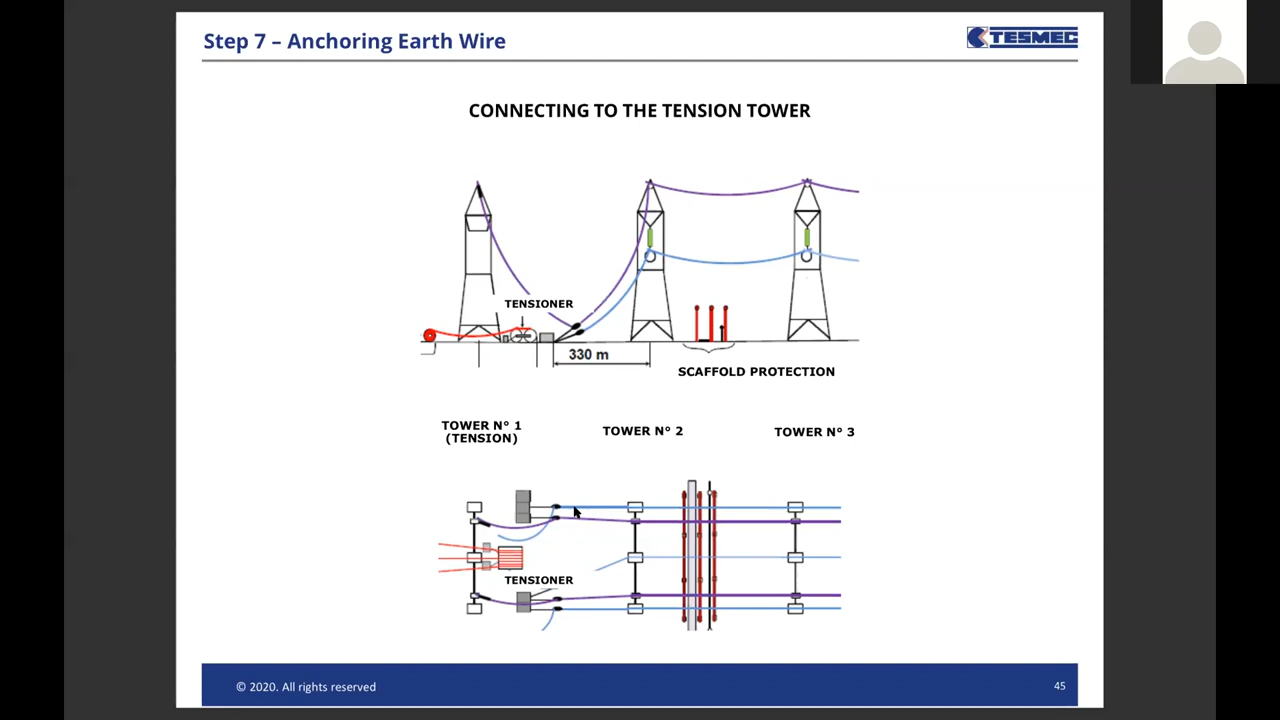 Step 7 – Anchoring Earth Wire
TESMEC
CONNECTING TO THE TENSION TOWER
TENSIONER
330 m
SCAFFOLD PROTECTION
TOWER N° 1
(TENSION)
TOWER N° 2
TOWER N° 3
TENSIONER
© 2020. All rights reserved
45